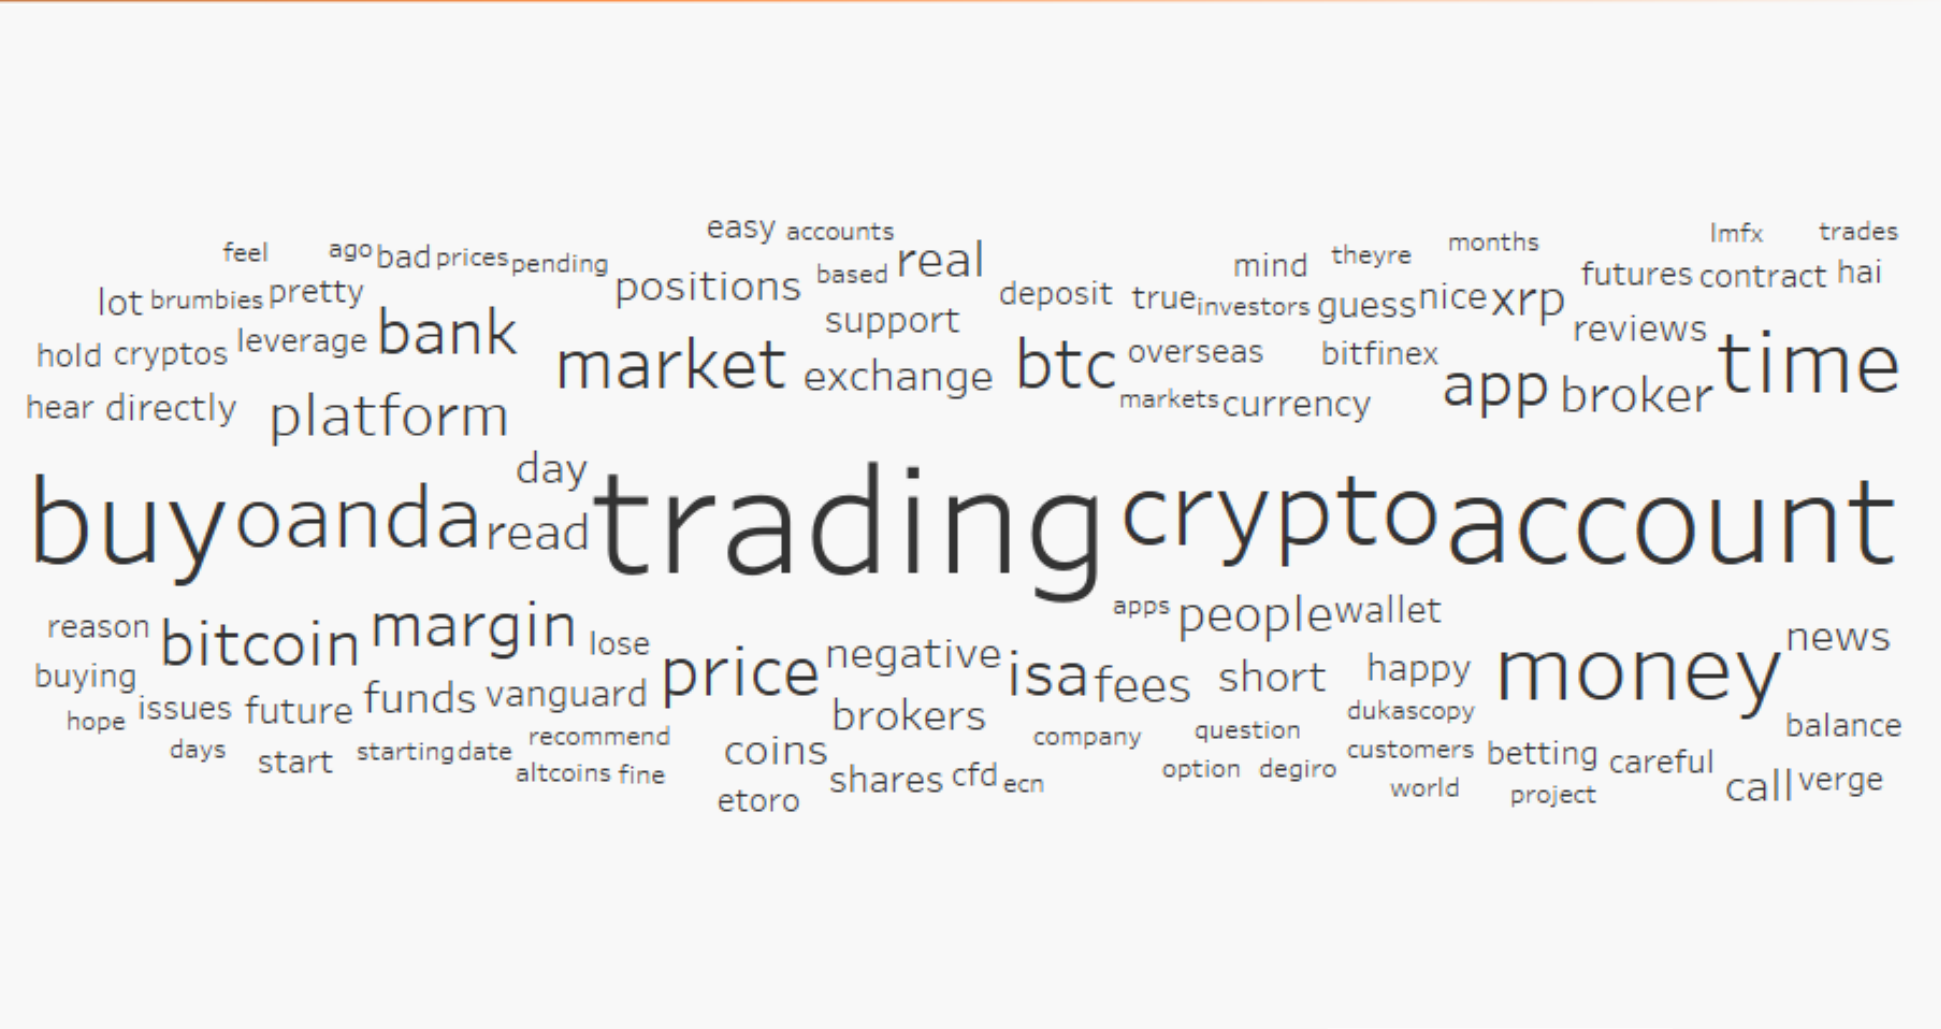 easy accounts
feel ago bad prices pending positions based real mind theyre months lmfx trades
lot brumbies pretty support deposit true investors guess nice xrp futures contract hai
hold cryptos leverage bank market exchange btc overseas bitfinex reviews time
hear directly platform markets currency app broker
day
buy oanda read trading crypto account
reason bitcoin margin lose apps people wallet news
buying price negative isa fees short happy money
hope issues future funds vanguard brokers dukascopy balance
days start starting date recommend coins company question customers betting careful
altcoins fine shares cfd ecn option degiro world project call verge
etoro